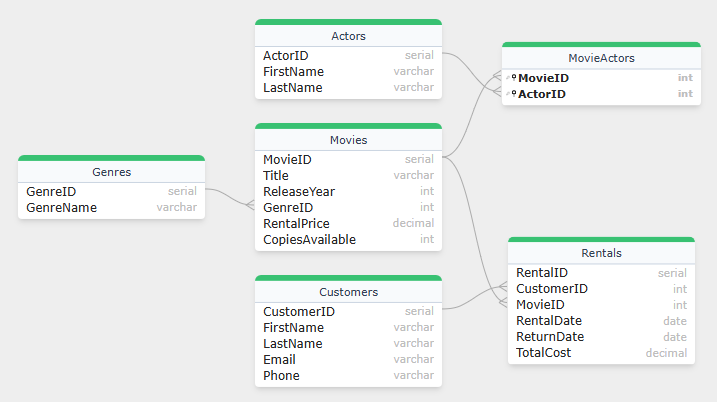 Actors
ActorID serial
FirstName varchar
LastName varchar
MovieActors
MovieID int
ActorID int
Movies
MovieID serial
Title varchar
ReleaseYear int
GenreID int
RentalPrice decimal
CopiesAvailable int
Genres
GenreID serial
GenreName varchar
Rentals
RentalID serial
CustomerID int
MovieID int
RentalDate date
ReturnDate date
TotalCost decimal
Customers
CustomerID serial
FirstName varchar
LastName varchar
Email varchar
Phone varchar